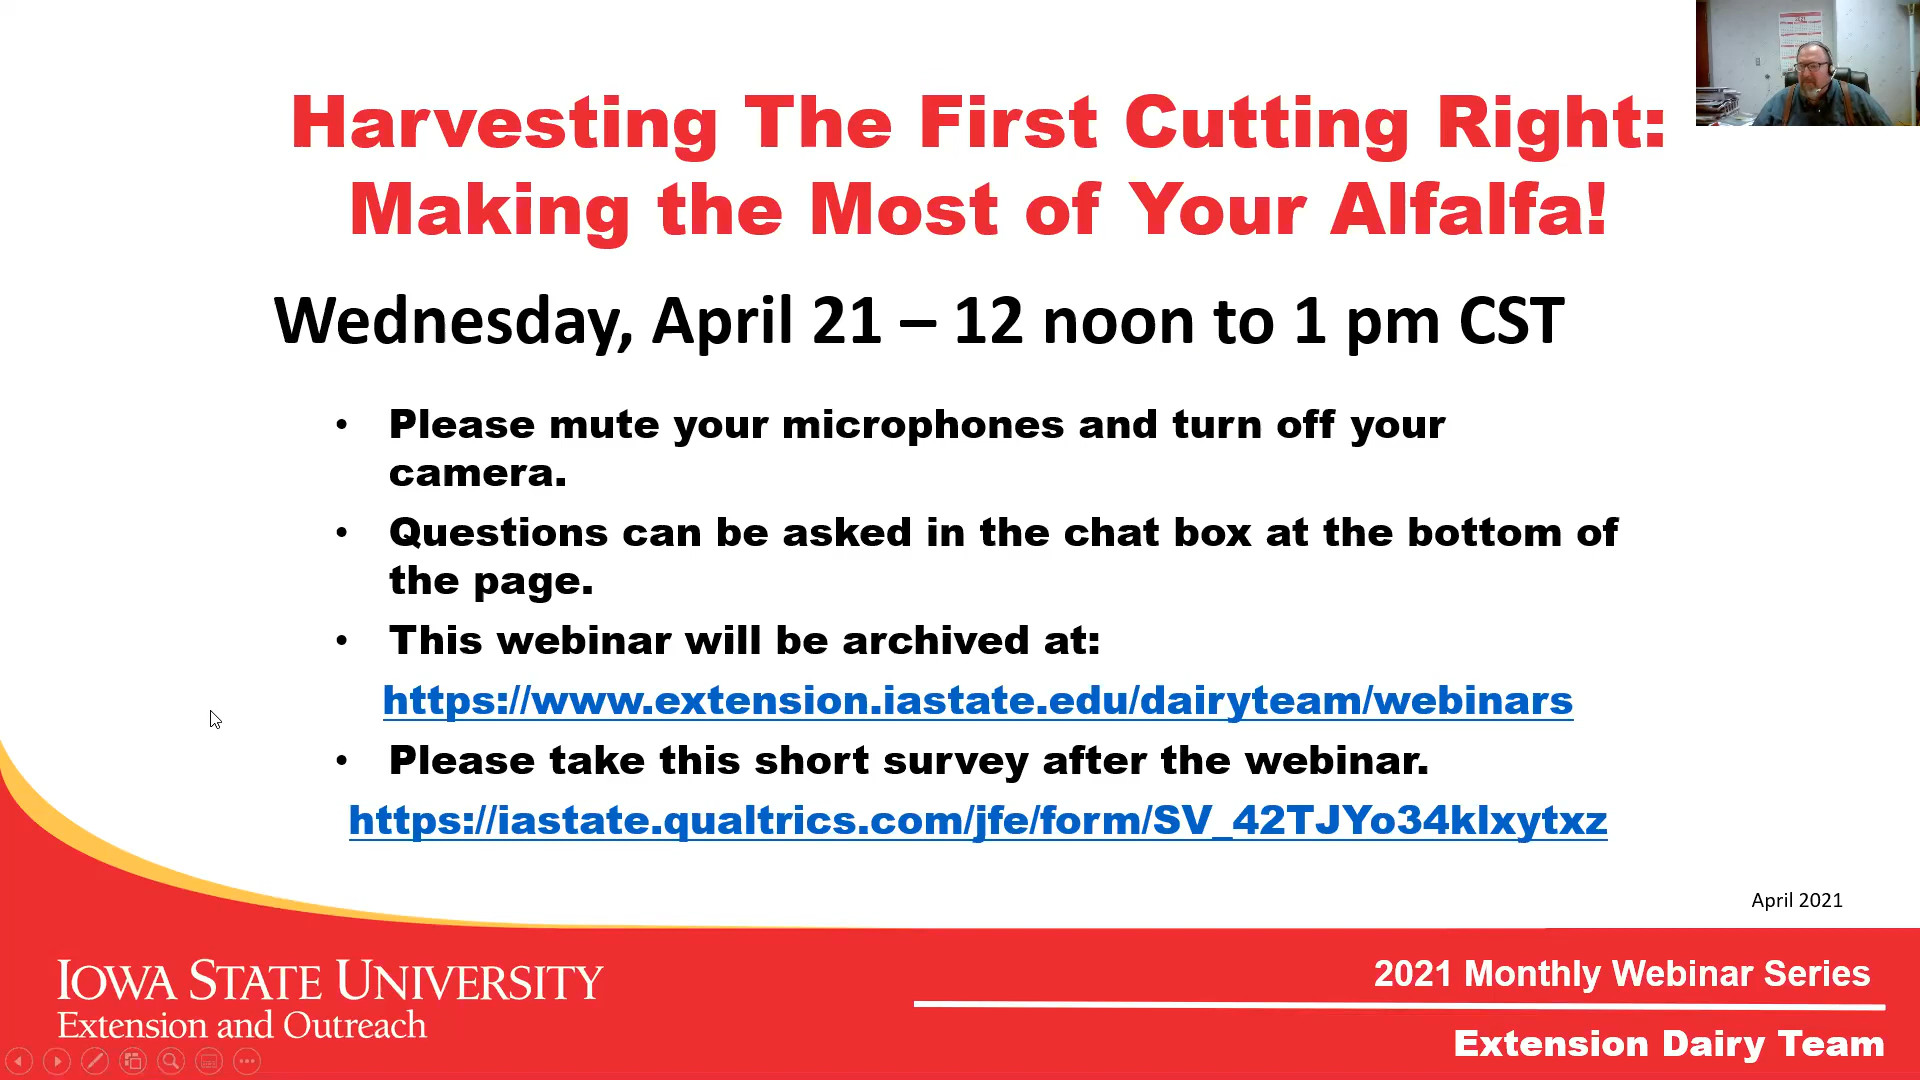 Harvesting The First Cutting Right:
Making the Most of Your Alfalfa!
Wednesday, April 21 – 12 noon to 1 pm CST
• Please mute your microphones and turn off your
camera.
• Questions can be asked in the chat box at the bottom of
the page.
• This webinar will be archived at:
https://www.extension.iastate.edu/dairyteam/webinars
• Please take this short survey after the webinar.
https://iastate.qualtrics.com/jfe/form/SV_42TJYo34klxytxz
April 2021
IOWA STATE UNIVERSITY
Extension and Outreach
2021 Monthly Webinar Series
Extension Dairy Team